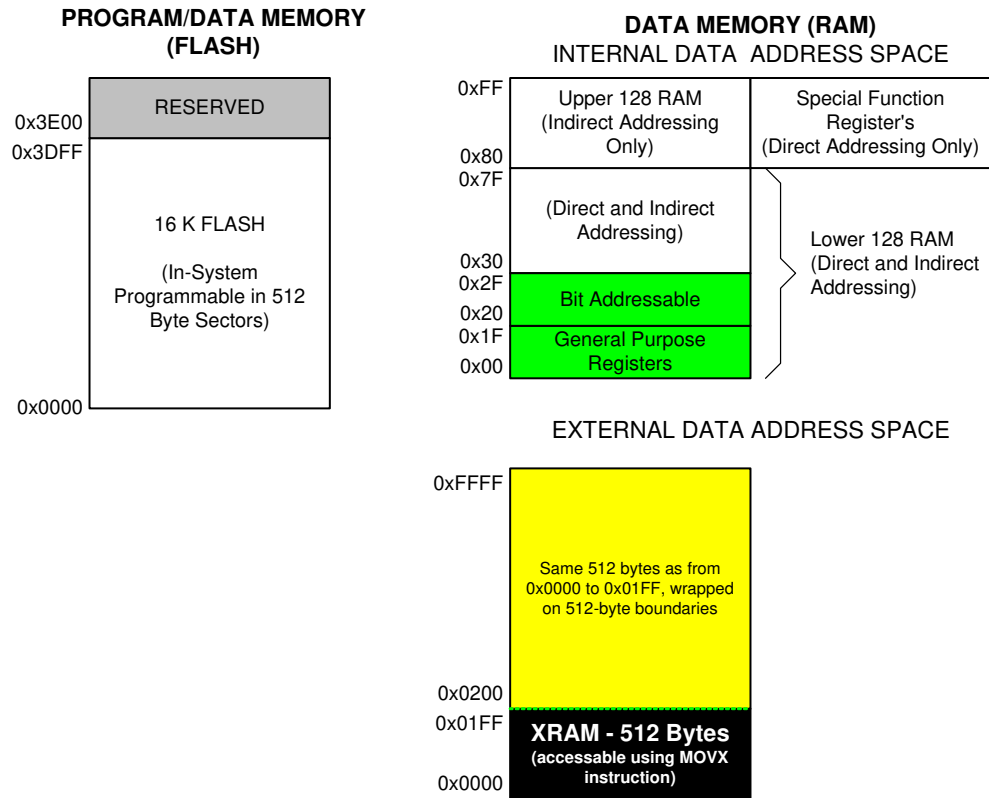 PROGRAM/DATA MEMORY
(FLASH)
RESERVED
0x3E00
0x3DFF
16 K FLASH
(In-System
Programmable in 512
Byte Sectors)
0x0000
DATA MEMORY (RAM)
INTERNAL DATA ADDRESS SPACE
0xFF
Upper 128 RAM
(Indirect Addressing
Only)
Special Function
Register's
(Direct Addressing Only)
0x80
0x7F
(Direct and Indirect
Addressing)
Lower 128 RAM
(Direct and Indirect
Addressing)
0x30
0x2F
Bit Addressable
0x20
0x1F
General Purpose
Registers
0x00
EXTERNAL DATA ADDRESS SPACE
0xFFFF
Same 512 bytes as from
0x0000 to 0x01FF, wrapped
on 512-byte boundaries
0x0200
0x01FF
XRAM - 512 Bytes
(accessable using MOVX
instruction)
0x0000